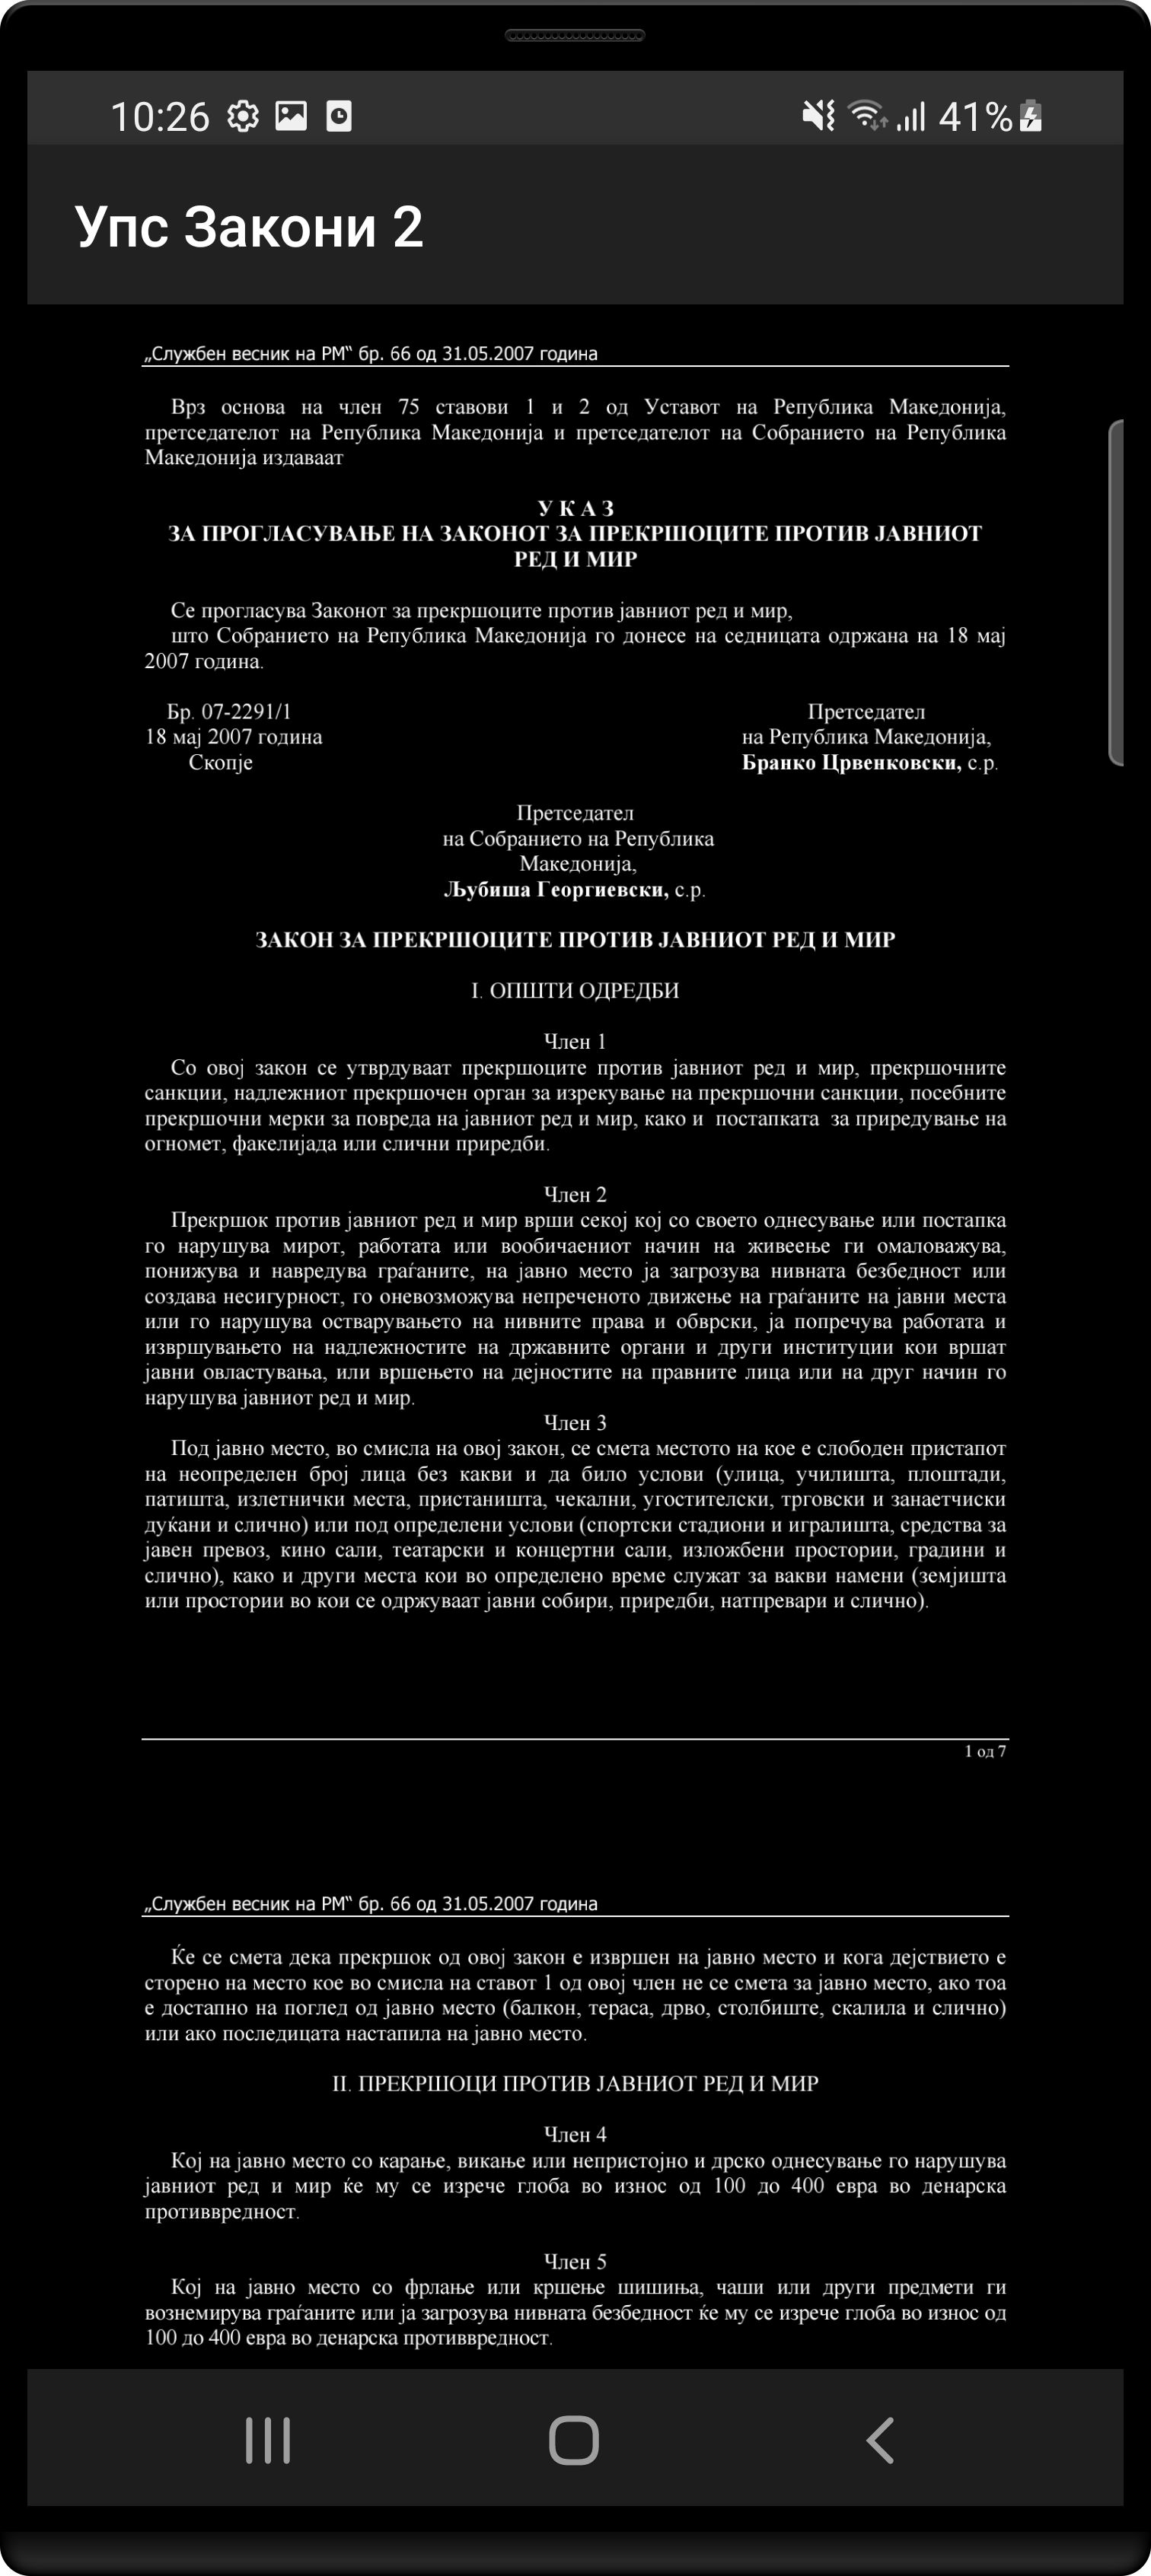 10:26
41%
Упс Закони 2
„Службен весник на РМ“ бр. 66 од 31.05.2007 година
Врз основа на член 75 ставови 1 и 2 од Уставот на Република Македонија,
претседателот на Република Македонија и претседателот на Собранието на Република
Македонија издаваат
У К А З
ЗА ПРОГЛАСУВАЊЕ НА ЗАКОНОТ ЗА ПРЕКРШОЦИТЕ ПРОТИВ ЈАВНИОТ
РЕД И МИР
Се прогласува Законот за прекршоците против јавниот ред и мир,
што Собранието на Република Македонија го донесе на седницата одржана на 18 мај
2007 година.
Бр. 07-2291/1
18 мај 2007 година
Скопје
Претседател
на Република Македонија,
Бранко Црвенковски, с.р.
Претседател
на Собранието на Република
Македонија,
Љубиша Георгиевски, с.р.
ЗАКОН ЗА ПРЕКРШОЦИТЕ ПРОТИВ ЈАВНИОТ РЕД И МИР
I. ОПШТИ ОДРЕДБИ
Член 1
Со овој закон се утврдуваат прекршоците против јавниот ред и мир, прекршочните
санкции, надлежниот прекршочен орган за изрекување на прекршочни санкции, посебните
прекршочни мерки за повреда на јавниот ред и мир, како и постапката за приредување на
огномет, факелијада или слични приредби.
Член 2
Прекршок против јавниот ред и мир врши секој кој со своето однесување или постапка
го нарушува мирот, работата или вообичаениот начин на живеење ги омаловажува,
понижува и навредува граѓаните, на јавно место ја загрозува нивната безбедност или
создава несигурност, го оневозможува непреченото движење на граѓаните на јавни места
или го нарушува остварувањето на нивните права и обврски, ја попречува работата и
извршувањето на надлежностите на државните органи и други институции кои вршат
јавни овластувања, или вршењето на дејностите на правните лица или на друг начин го
нарушува јавниот ред и мир.
Член 3
Под јавно место, во смисла на овој закон, се смета местото на кое е слободен пристапот
на неопределен број лица без какви и да било услови (улица, училишта, плоштади,
патишта, излетнички места, пристаништа, чекални, угостителски, трговски и занаетчиски
дуќани и слично) или под определени услови (спортски стадиони и игралишта, средства за
јавен превоз, кино сали, театарски и концертни сали, изложбени простории, градини и
слично), како и други места кои во определено време служат за вакви намени (земјишта
или простории во кои се одржуваат јавни собири, приредби, натпревари и слично).
1 од 7
„Службен весник на РМ“ бр. 66 од 31.05.2007 година
Ќе се смета дека прекршок од овој закон е извршен на јавно место и кога дејствието е
сторено на место кое во смисла на ставот 1 од овој член не се смета за јавно место, ако тоа
е достапно на поглед од јавно место (балкон, тераса, дрво, столбиште, скалила и слично)
или ако последицата настапила на јавно место.
II. ПРЕКРШОЦИ ПРОТИВ ЈАВНИОТ РЕД И МИР
Член 4
Кој на јавно место со карање, викање или непристојно и дрско однесување го нарушува
јавниот ред и мир ќе му се изрече глоба во износ од 100 до 400 евра во денарска
противвредност.
Член 5
Кој на јавно место со фрлање или кршење шишиња, чаши или други предмети ги
вознемирува граѓаните или ја загрозува нивната безбедност ќе му се изрече глоба во износ од
100 до 400 евра во денарска противвредност.